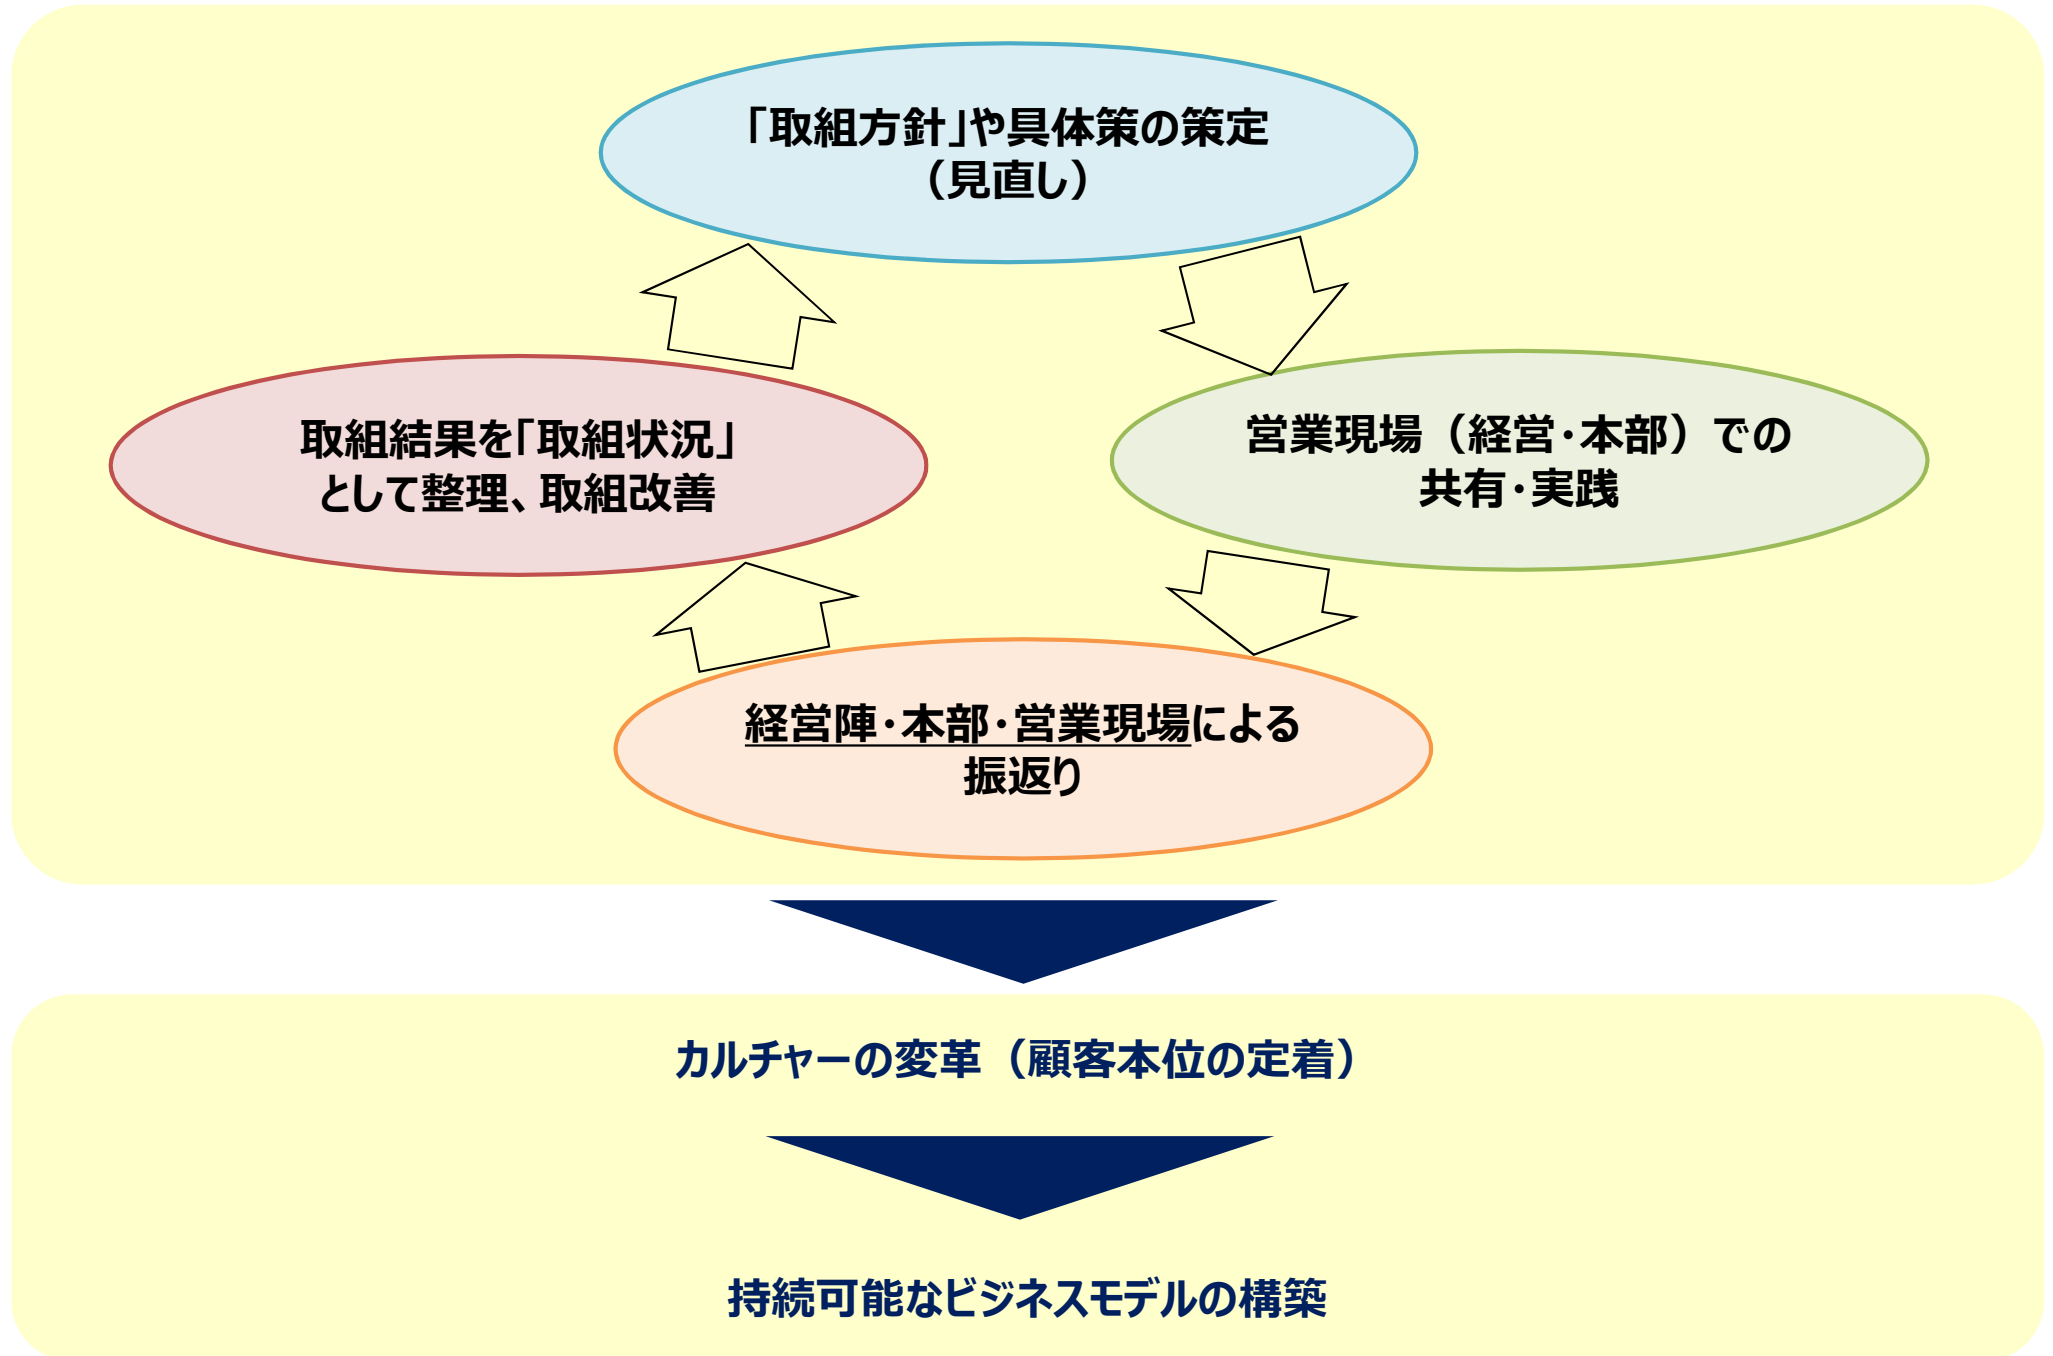 「取組方針」や具体策の策定
（見直し）
取組結果を「取組状況」
として整理、取組改善
営業現場（経営・本部）での
共有・実践
経営陣・本部・営業現場による
振返り
カルチャーの変革（顧客本位の定着）
持続可能なビジネスモデルの構築